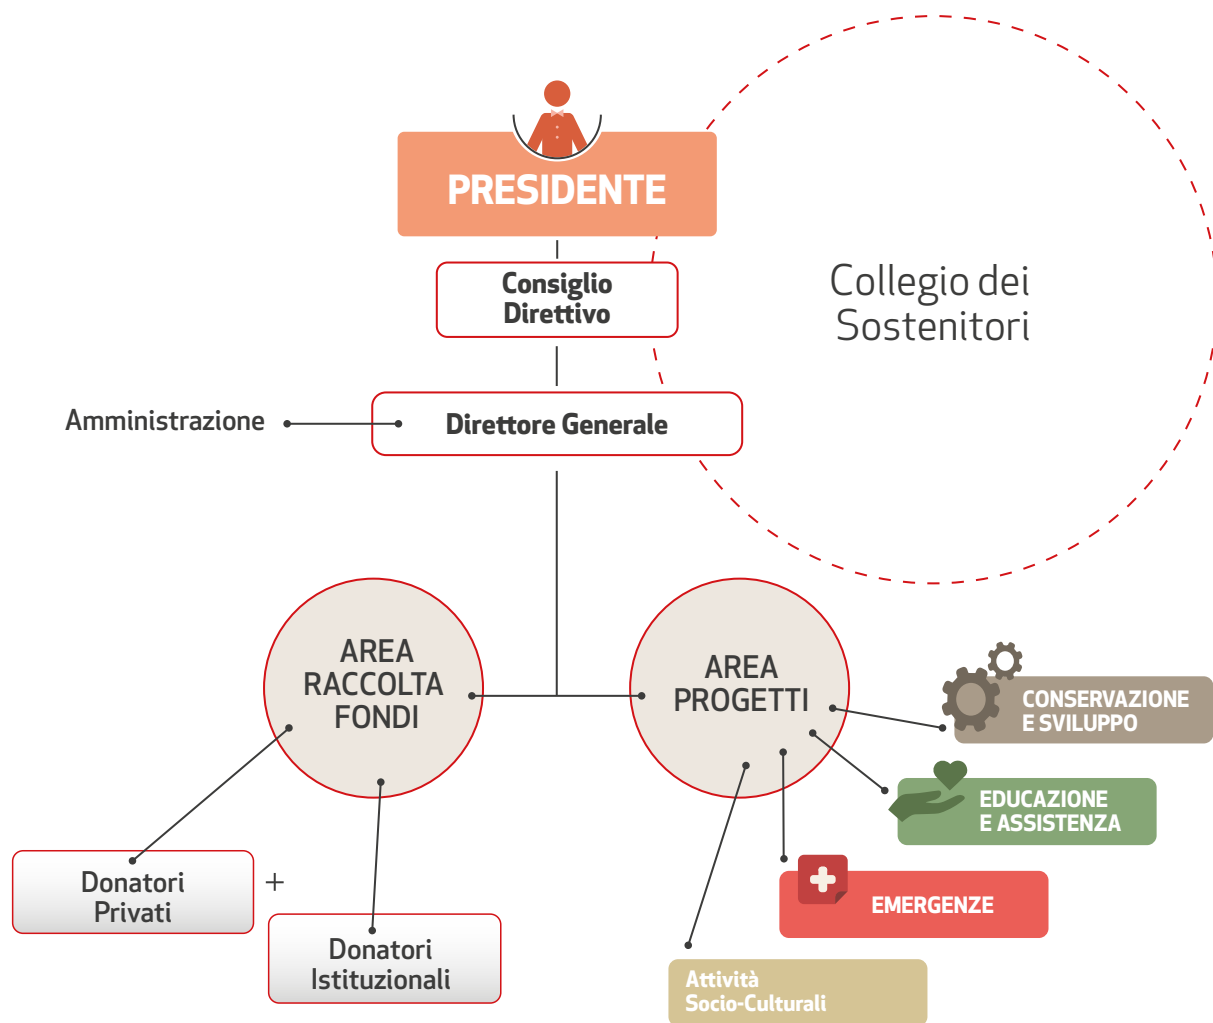 PRESIDENTE
Consiglio
Direttivo
Collegio dei
Sostenitori
Amministrazione
Direttore Generale
AREA
RACCOLTA
FONDI
AREA
PROGETTI
CONSERVAZIONE
E SVILUPPO
EDUCAZIONE
E ASSISTENZA
Donatori
Privati
+
EMERGENZE
Donatori
Istituzionali
Attività
Socio-Culturali